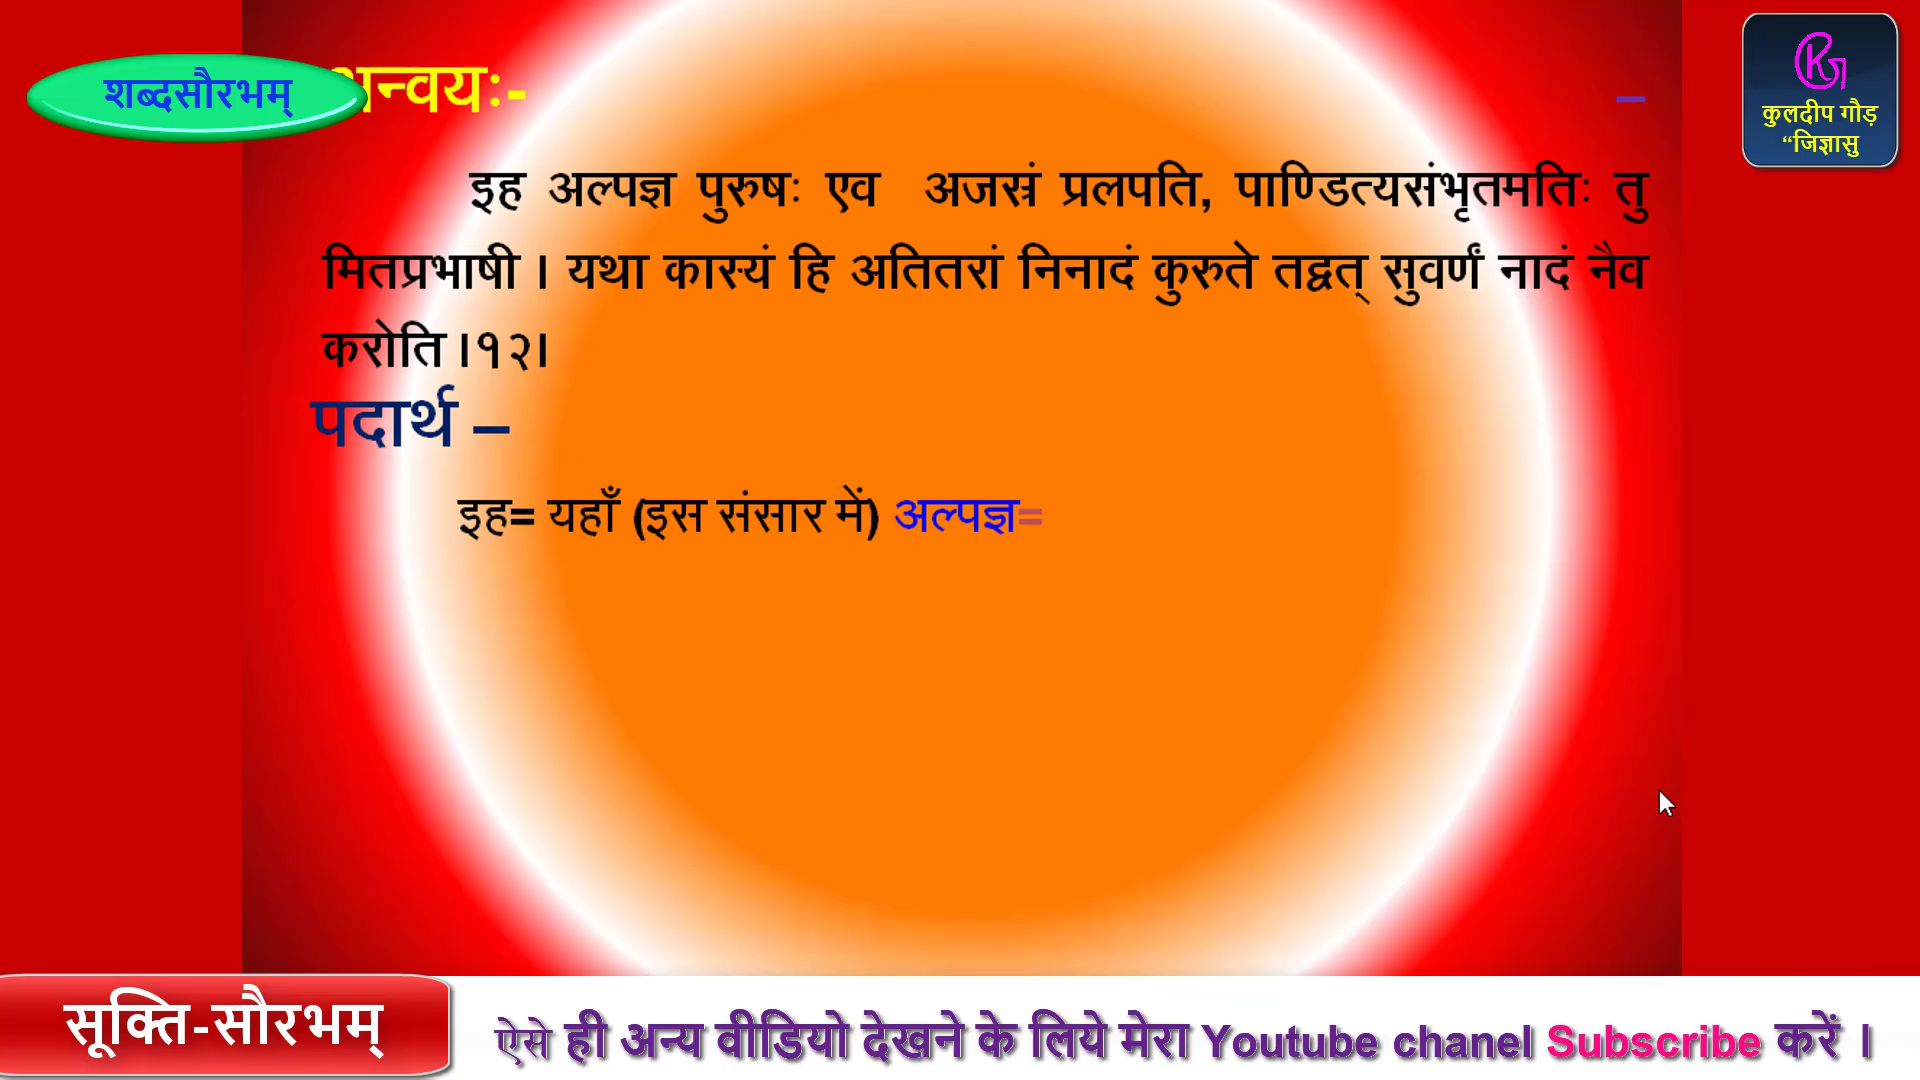 शब्दसौरभम्
अन्वयः- –
कुलदीप गौड़
“जिज्ञासु
इह अल्पज्ञ पुरुषः एव अजस्रं प्रलपति, पाण्डित्यसंभृतमतिः तु
मितप्रभाषी । यथा कास्यं हि अतितरां निनादं कुरुते तद्वत् सुवर्णं नादं नैव
करोति ।१२।
पदार्थ –
इह= यहाँ (इस संसार में) अल्पज्ञ=
सूक्ति-सौरभम्
ऐसे ही अन्य वीडियो देखने के लिये मेरा Youtube chanel Subscribe करें ।